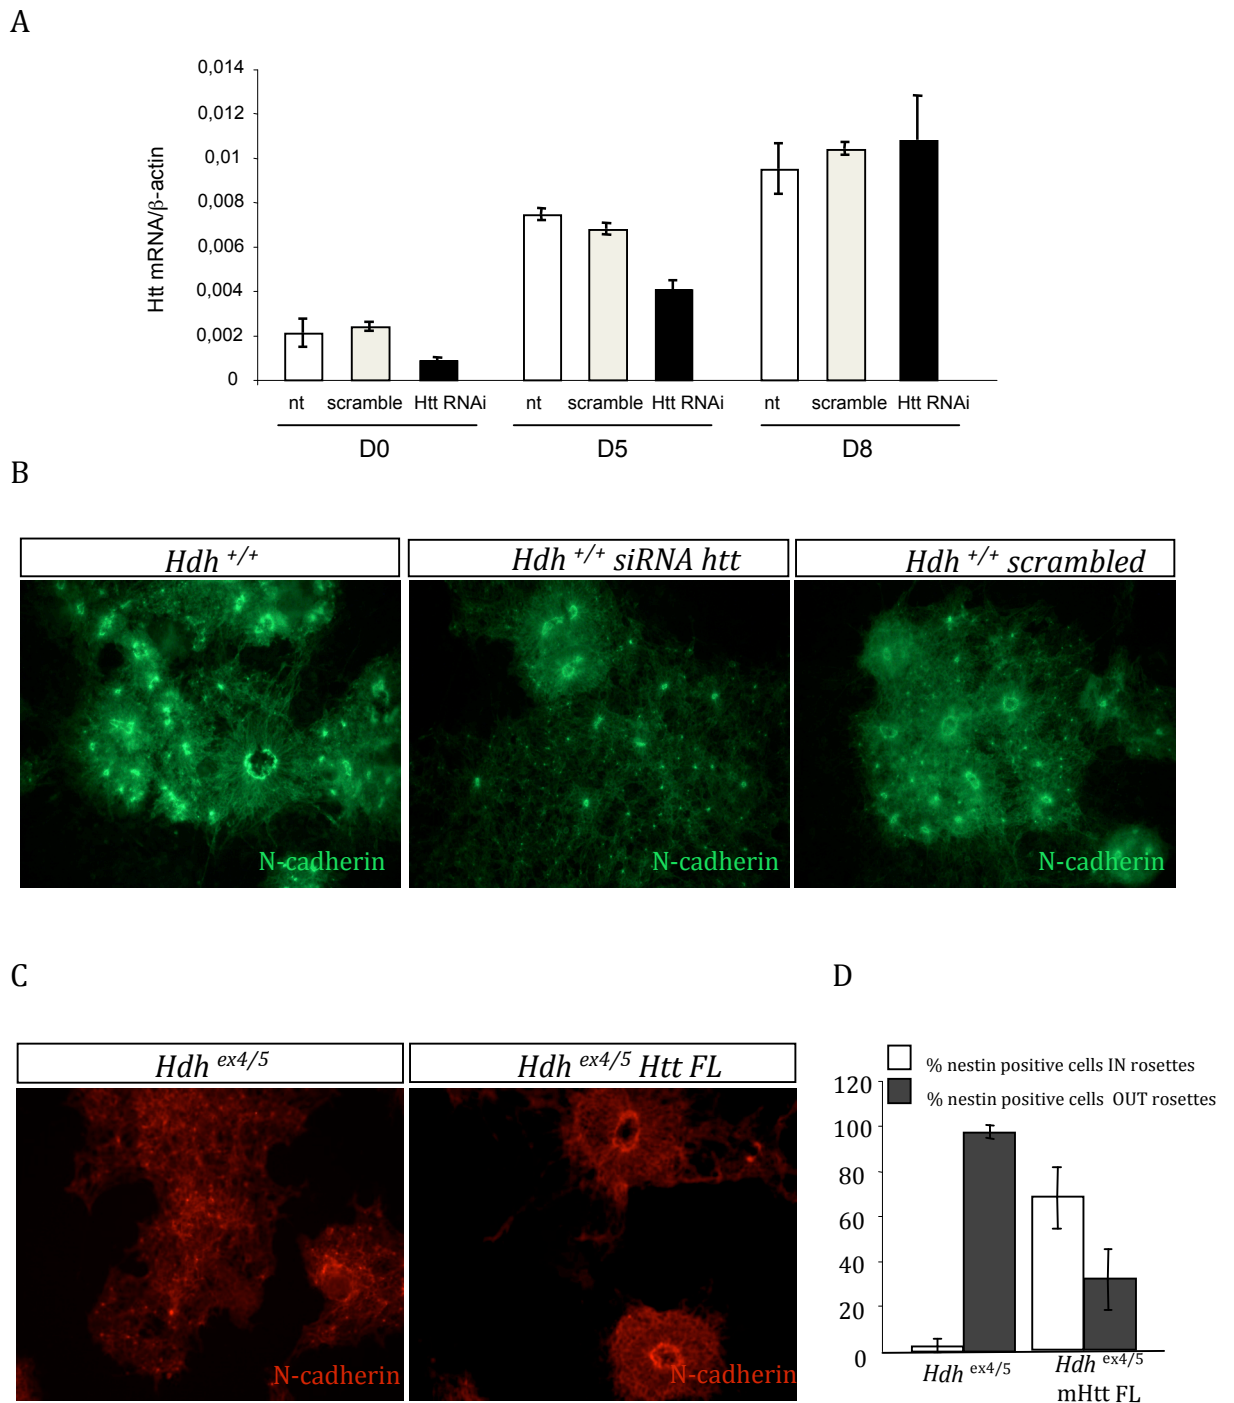 A
0,014
0,012
0,01
0,008
0,006
0,004
0,002
0
Htt mRNA/β-actin
nt scramble Htt RNAi nt scramble Htt RNAi nt scramble Htt RNAi
D0 D5 D8
B
Hdh +/+ Hdh +/+ siRNA htt Hdh +/+ scrambled
N-cadherin N-cadherin N-cadherin
C D
Hdh ex4/5 Hdh ex4/5 Htt FL
N-cadherin N-cadherin
% nestin positive cells IN rosettes
% nestin positive cells OUT rosettes
120
100
80
60
40
20
0
Hdh ex4/5 Hdh ex4/5
mHtt FL